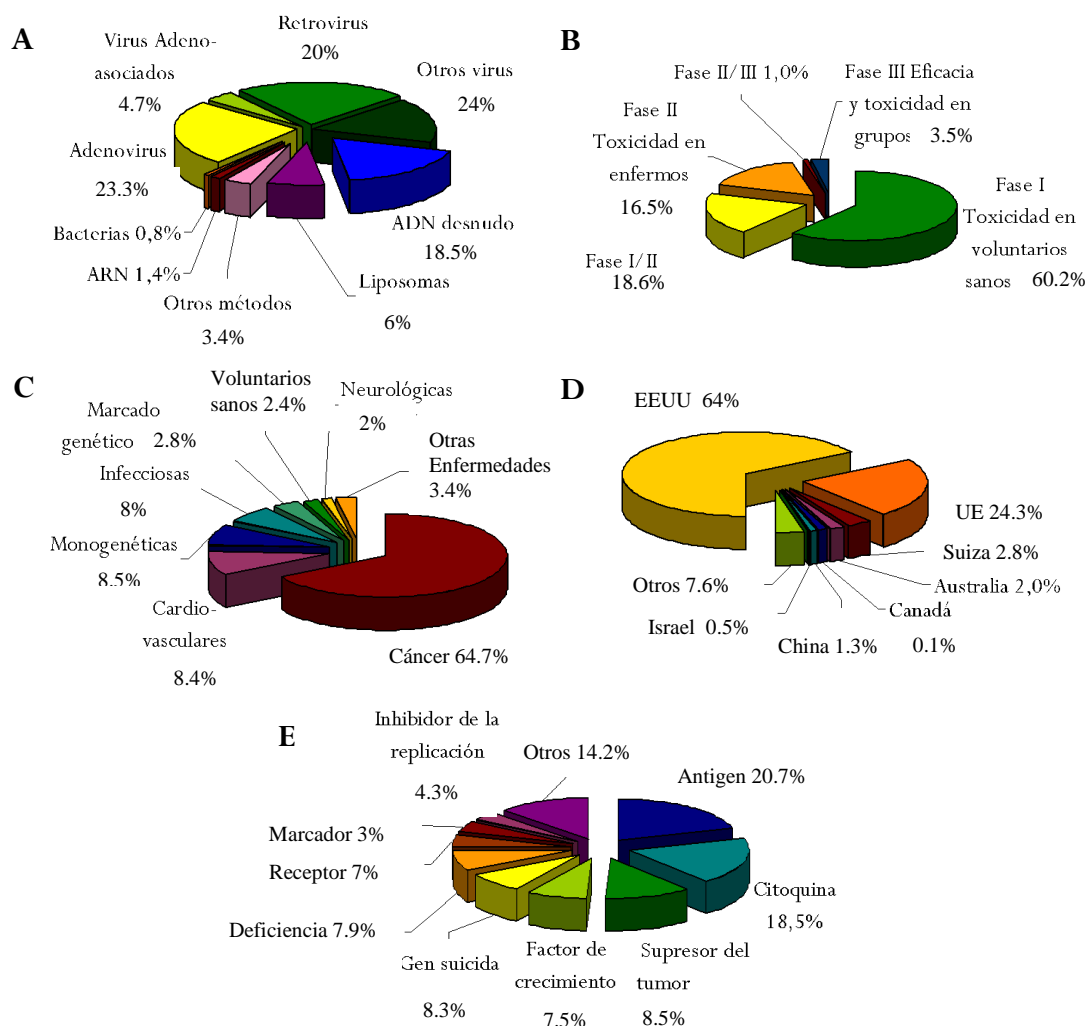 A
Retrovirus
20%
Virus Adeno-
asociados
4.7%
Otros virus
24%
Adenovirus
23.3%
ADN desnudo
18.5%
Bacterias 0,8%
ARN 1,4%
Liposomas
6%
Otros métodos
3.4%
B
Fase II/III 1,0%
Fase III Eficacia
y toxicidad en
grupos 3.5%
Fase II
Toxicidad en
enfermos
16.5%
Fase I
Toxicidad en
voluntarios
sanos 60.2%
Fase I/II
18.6%
C
Voluntarios
sanos 2.4%
Neurológicas
2%
Marcado
genético 2.8%
Otras
Enfermedades
3.4%
Infecciosas
8%
Monogenéticas
8.5%
Cardio-
vasculares
8.4%
Cáncer 64.7%
D
EEUU 64%
UE 24.3%
Suiza 2.8%
Otros 7.6%
Australia 2,0%
Canadá
0.1%
Israel 0.5%
China 1.3%
E
Inhibidor de la
replicación
4.3%
Otros 14.2%
Antigen 20.7%
Marcador 3%
Receptor 7%
Citoquina
18,5%
Deficiencia 7.9%
Gen suicida
8.3%
Factor de
crecimiento
7.5%
Supresor del
tumor
8.5%